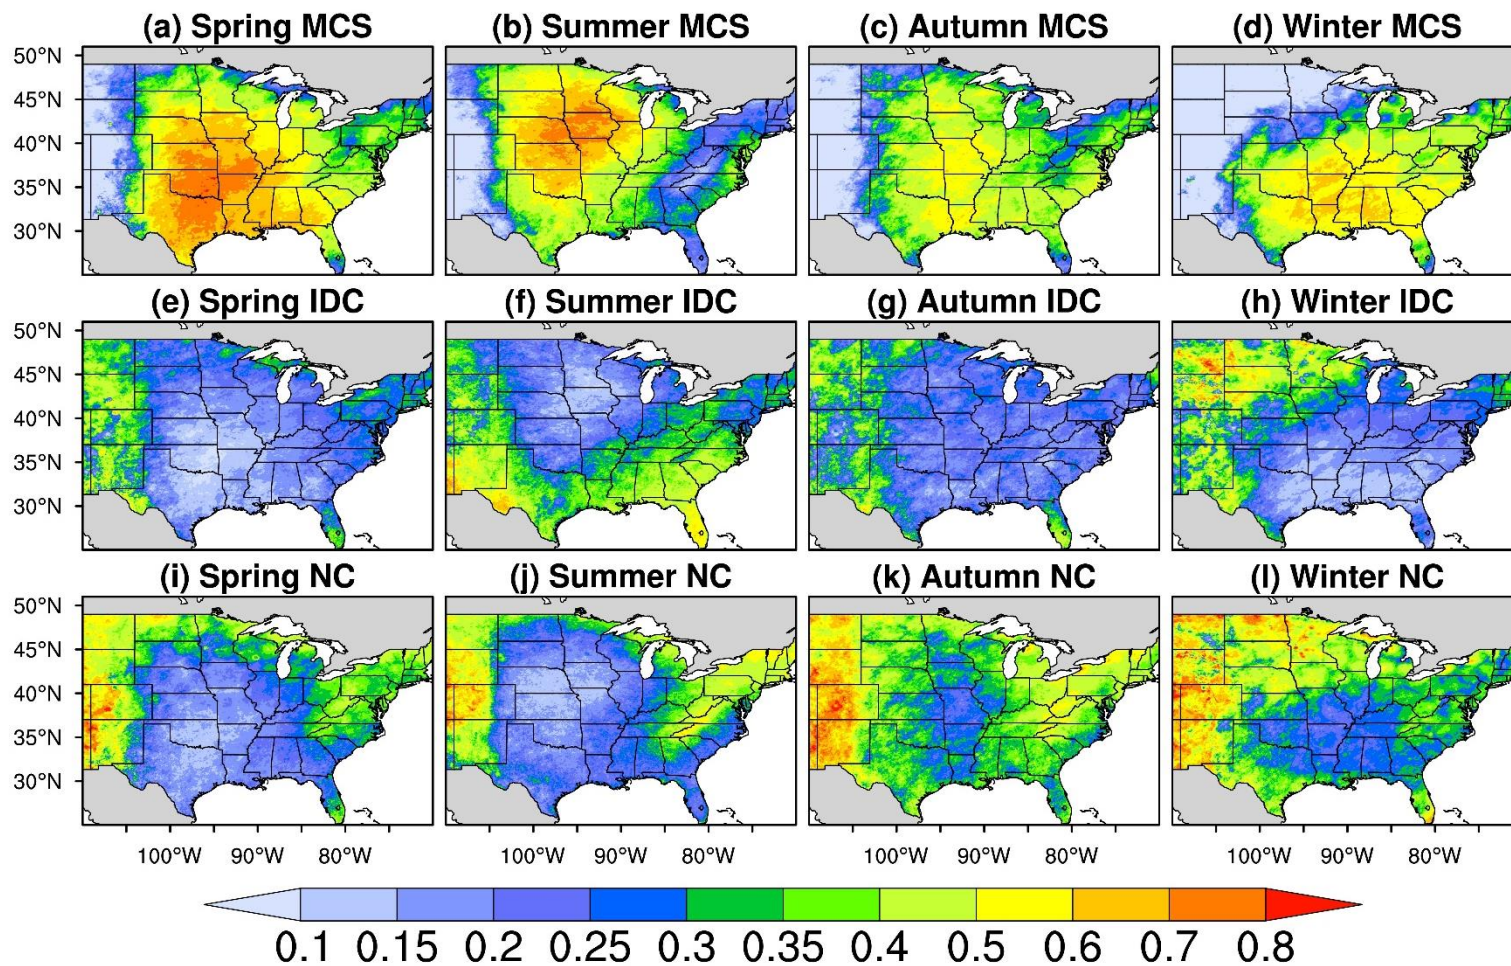 (a) Spring MCS (b) Summer MCS (c) Autumn MCS (d) Winter MCS
50°N
45°N
40°N
35°N
30°N
(e) Spring IDC (f) Summer IDC (g) Autumn IDC (h) Winter IDC
50°N
45°N
40°N
35°N
30°N
(i) Spring NC (j) Summer NC (k) Autumn NC (l) Winter NC
50°N
45°N
40°N
35°N
30°N
100°W 90°W 80°W 100°W 90°W 80°W 100°W 90°W 80°W 100°W 90°W 80°W
0.1 0.15 0.2 0.25 0.3 0.35 0.4 0.5 0.6 0.7 0.8